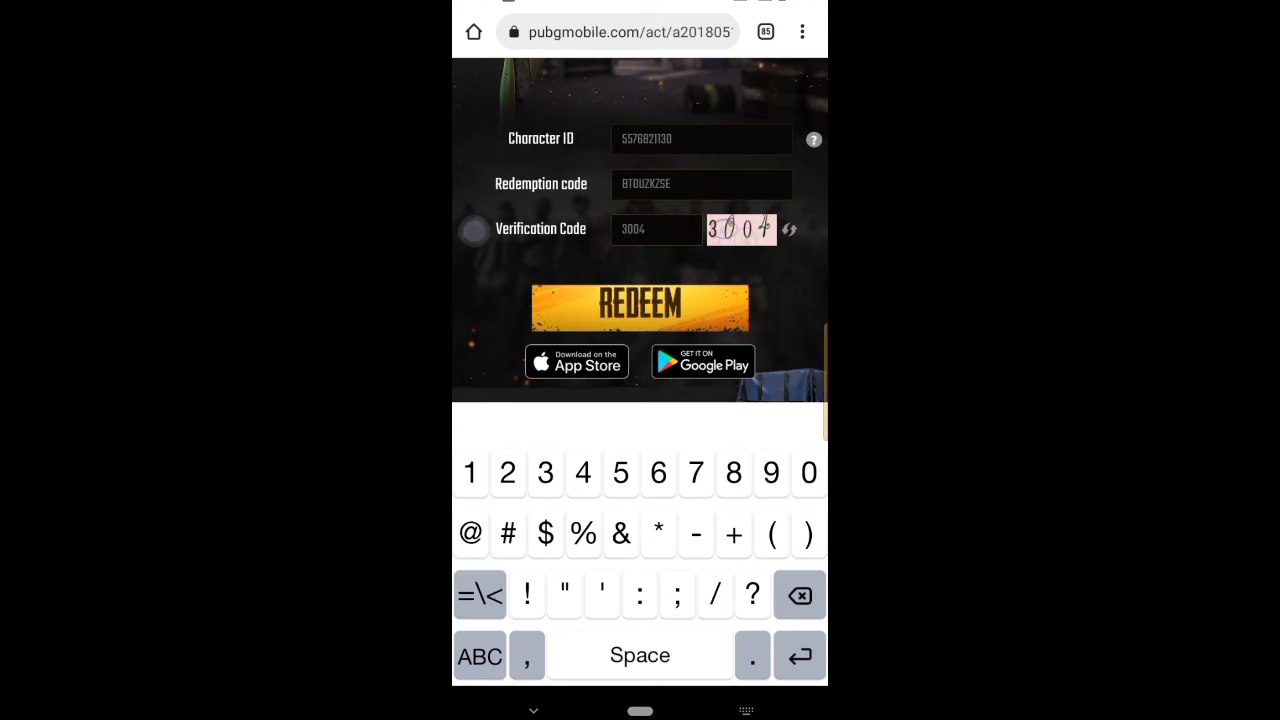 pubgmobile.com/act/a201805
85
Character ID 5576821130 ?
Redemption code BTOUZKZSE
Verification Code 3004 3004
REDEEM
Download on the App Store
GET IT ON Google Play
1 2 3 4 5 6 7 8 9 0
@ # $ % & * - + ( )
=\< ! " ' : ; / ?
ABC , Space .